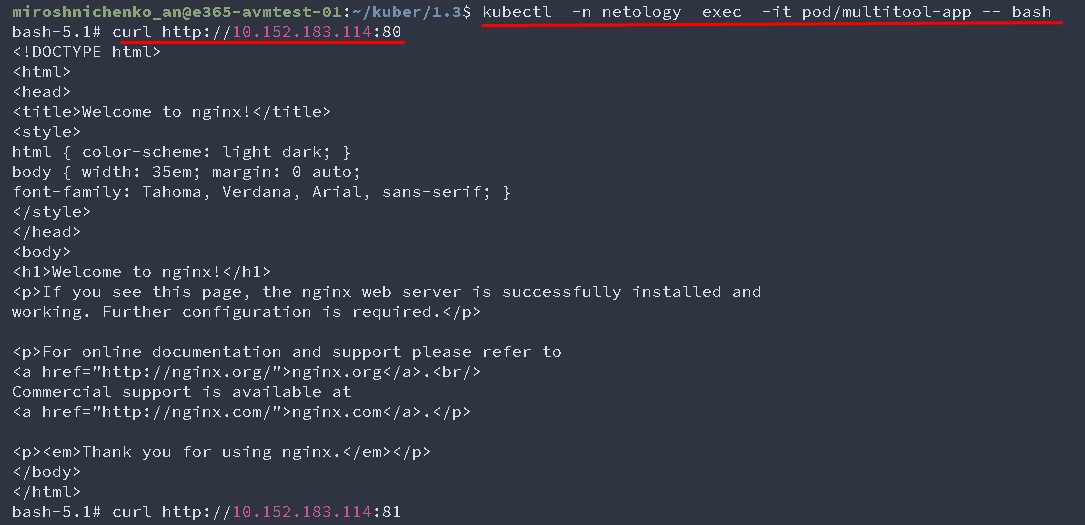 miroshnichenko_an@e365-avmtest-01:~/kuber/1.3$ kubectl  -n netology  exec  -it pod/multitool-app -- bash
bash-5.1# curl http://10.152.183.114:80
<!DOCTYPE html>
<html>
<head>
<title>Welcome to nginx!</title>
<style>
html { color-scheme: light dark; }
body { width: 35em; margin: 0 auto;
font-family: Tahoma, Verdana, Arial, sans-serif; }
</style>
</head>
<body>
<h1>Welcome to nginx!</h1>
<p>If you see this page, the nginx web server is successfully installed and
working. Further configuration is required.</p>

<p>For online documentation and support please refer to
<a href="http://nginx.org/">nginx.org</a>.<br/>
Commercial support is available at
<a href="http://nginx.com/">nginx.com</a>.</p>

<p><em>Thank you for using nginx.</em></p>
</body>
</html>
bash-5.1# curl http://10.152.183.114:81